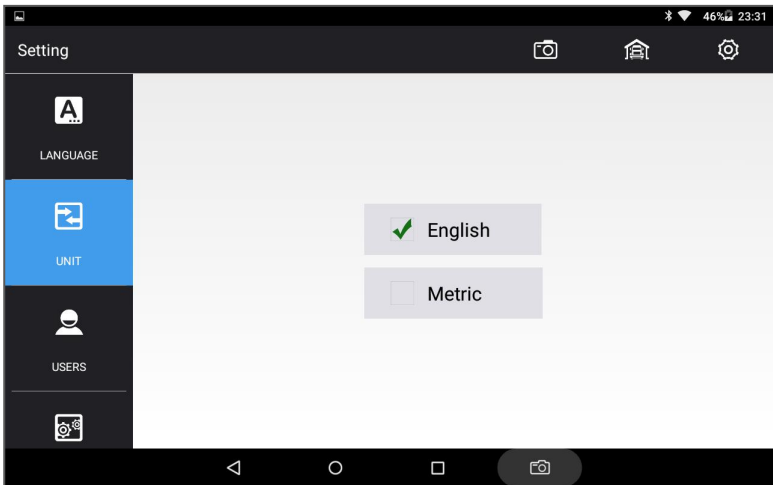 46% 23:31
Setting
A...
LANGUAGE
UNIT
USERS
English
Metric